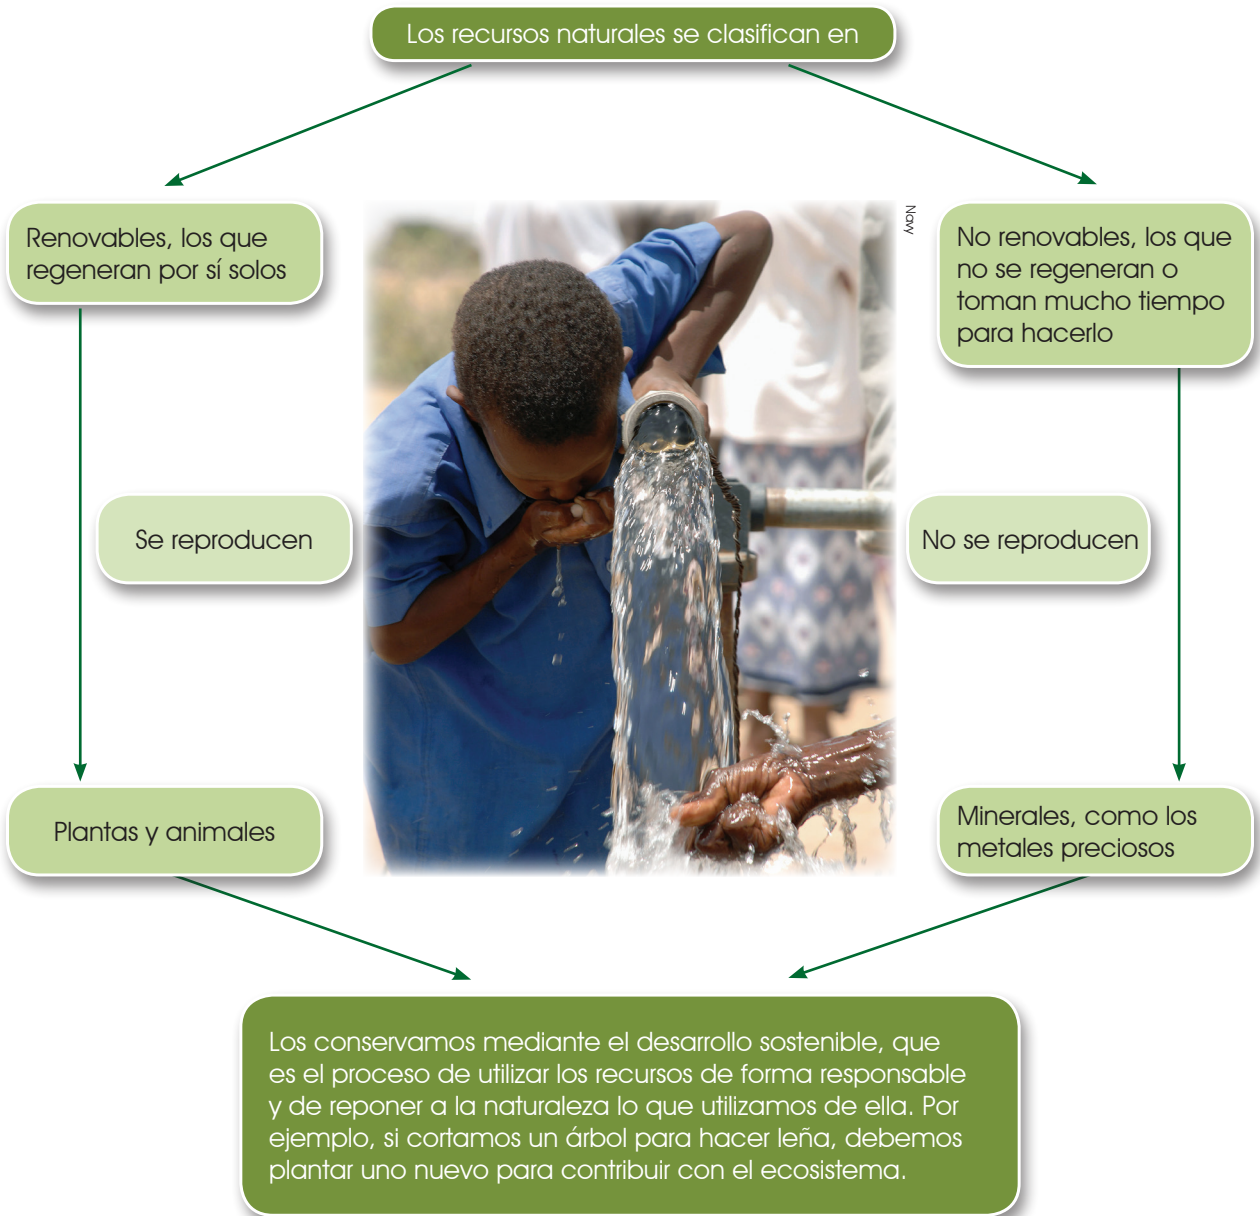 Los recursos naturales se clasifican en
Renovables, los que
regeneran por sí solos
Navy
No renovables, los que
no se regeneran o
toman mucho tiempo
para hacerlo
Se reproducen
No se reproducen
Plantas y animales
Minerales, como los
metales preciosos
Los conservamos mediante el desarrollo sostenible, que
es el proceso de utilizar los recursos de forma responsable
y de reponer a la naturaleza lo que utilizamos de ella. Por
ejemplo, si cortamos un árbol para hacer leña, debemos
plantar uno nuevo para contribuir con el ecosistema.